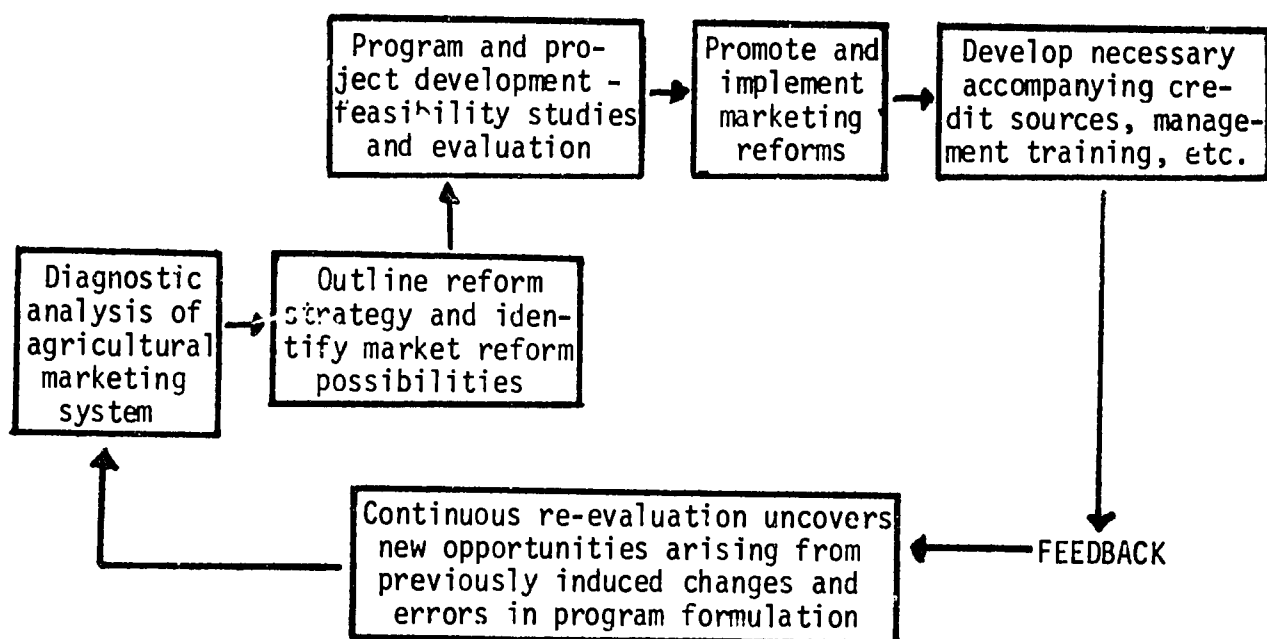 Program and pro-
ject development -
feasibility studies
and evaluation
Promote and
implement
marketing
reforms
Develop necessary
accompanying cre-
dit sources, manage-
ment training, etc.
Diagnostic
analysis of
agricultural
marketing
system
Outline reform
strategy and iden-
tify market reform
possibilities
Continuous re-evaluation uncovers
new opportunities arising from
previously induced changes and
errors in program formulation
FEEDBACK